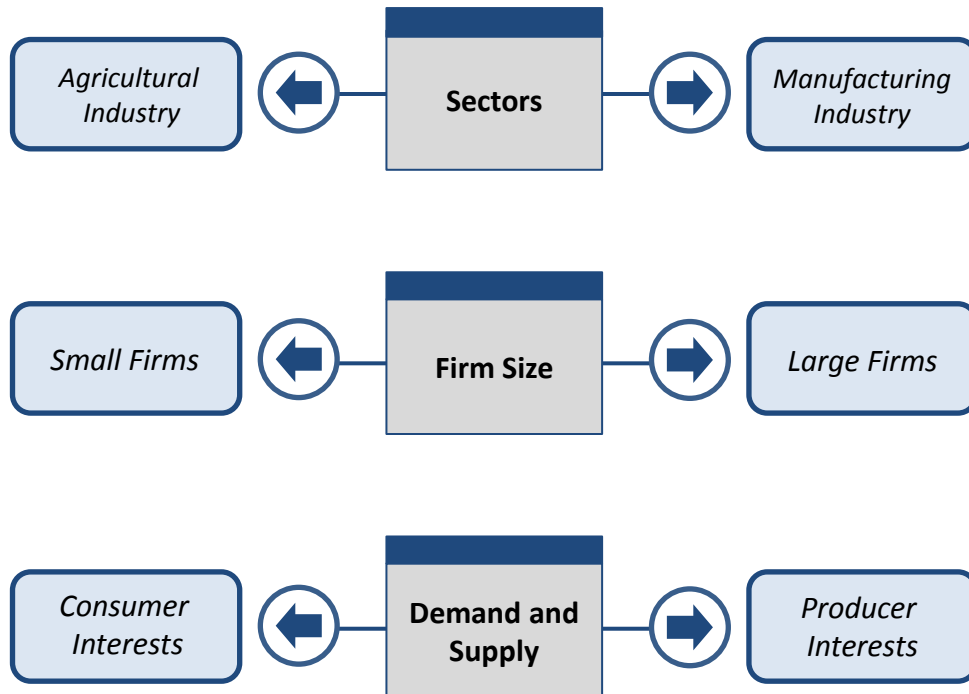 Agricultural
Industry
Sectors
Manufacturing
Industry
Small Firms
Firm Size
Large Firms
Consumer
Interests
Demand and
Supply
Producer
Interests